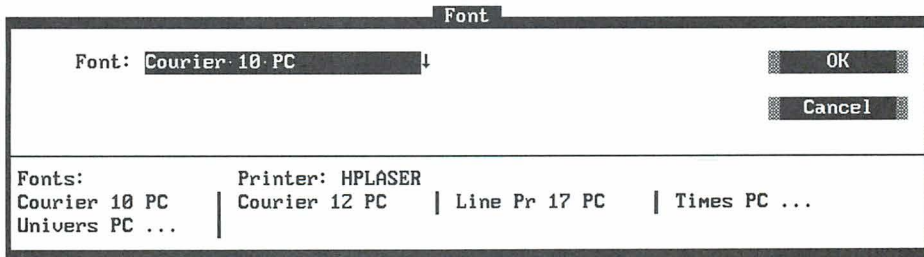 Font
Font: Courier·10·PC ↓ OK
Cancel
Fonts: Printer: HPLASER
Courier 10 PC | Courier 12 PC | Line Pr 17 PC | Times PC ...
Univers PC ... |